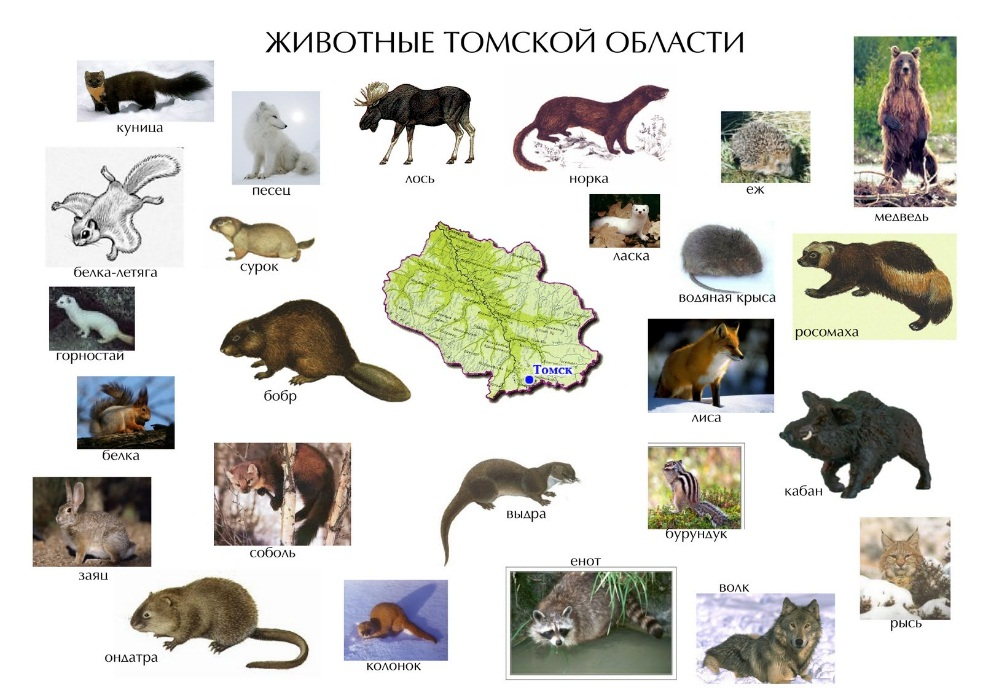 ЖИВОТНЫЕ ТОМСКОЙ ОБЛАСТИ
куница
песец
лось
норка
еж
медведь
белка-летяга
сурок
ласка
водяная крыса
росомаха
горностай
бобр
Томск
лиса
белка
кабан
соболь
выдра
бурундук
заяц
енот
волк
рысь
ондатра
колонок